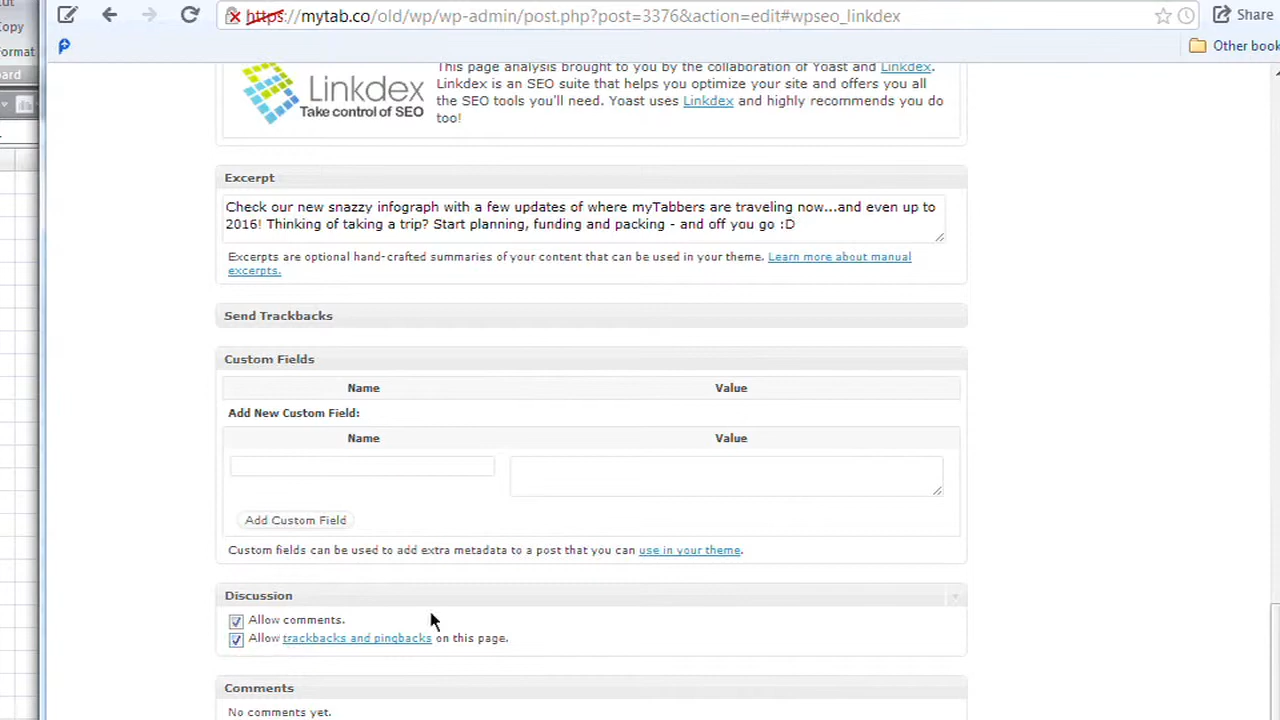 ut
opy
ormat
ard
https://mytab.co/old/wp/wp-admin/post.php?post=3376&action=edit#wpseo_linkdex
Share
Other book
Linkdex
Take control of SEO
This page analysis brought to you by the collaboration of Yoast and Linkdex.
Linkdex is an SEO suite that helps you optimize your site and offers you all
the SEO tools you'll need. Yoast uses Linkdex and highly recommends you do
too!
Excerpt
Check our new snazzy infograph with a few updates of where myTabbers are traveling now...and even up to
2016! Thinking of taking a trip? Start planning, funding and packing - and off you go :D
Excerpts are optional hand-crafted summaries of your content that can be used in your theme. Learn more about manual
excerpts.
Send Trackbacks
Custom Fields
Name Value
Add New Custom Field:
Name Value
Add Custom Field
Custom fields can be used to add extra metadata to a post that you can use in your theme.
Discussion
Allow comments.
Allow trackbacks and pingbacks on this page.
Comments
No comments yet.